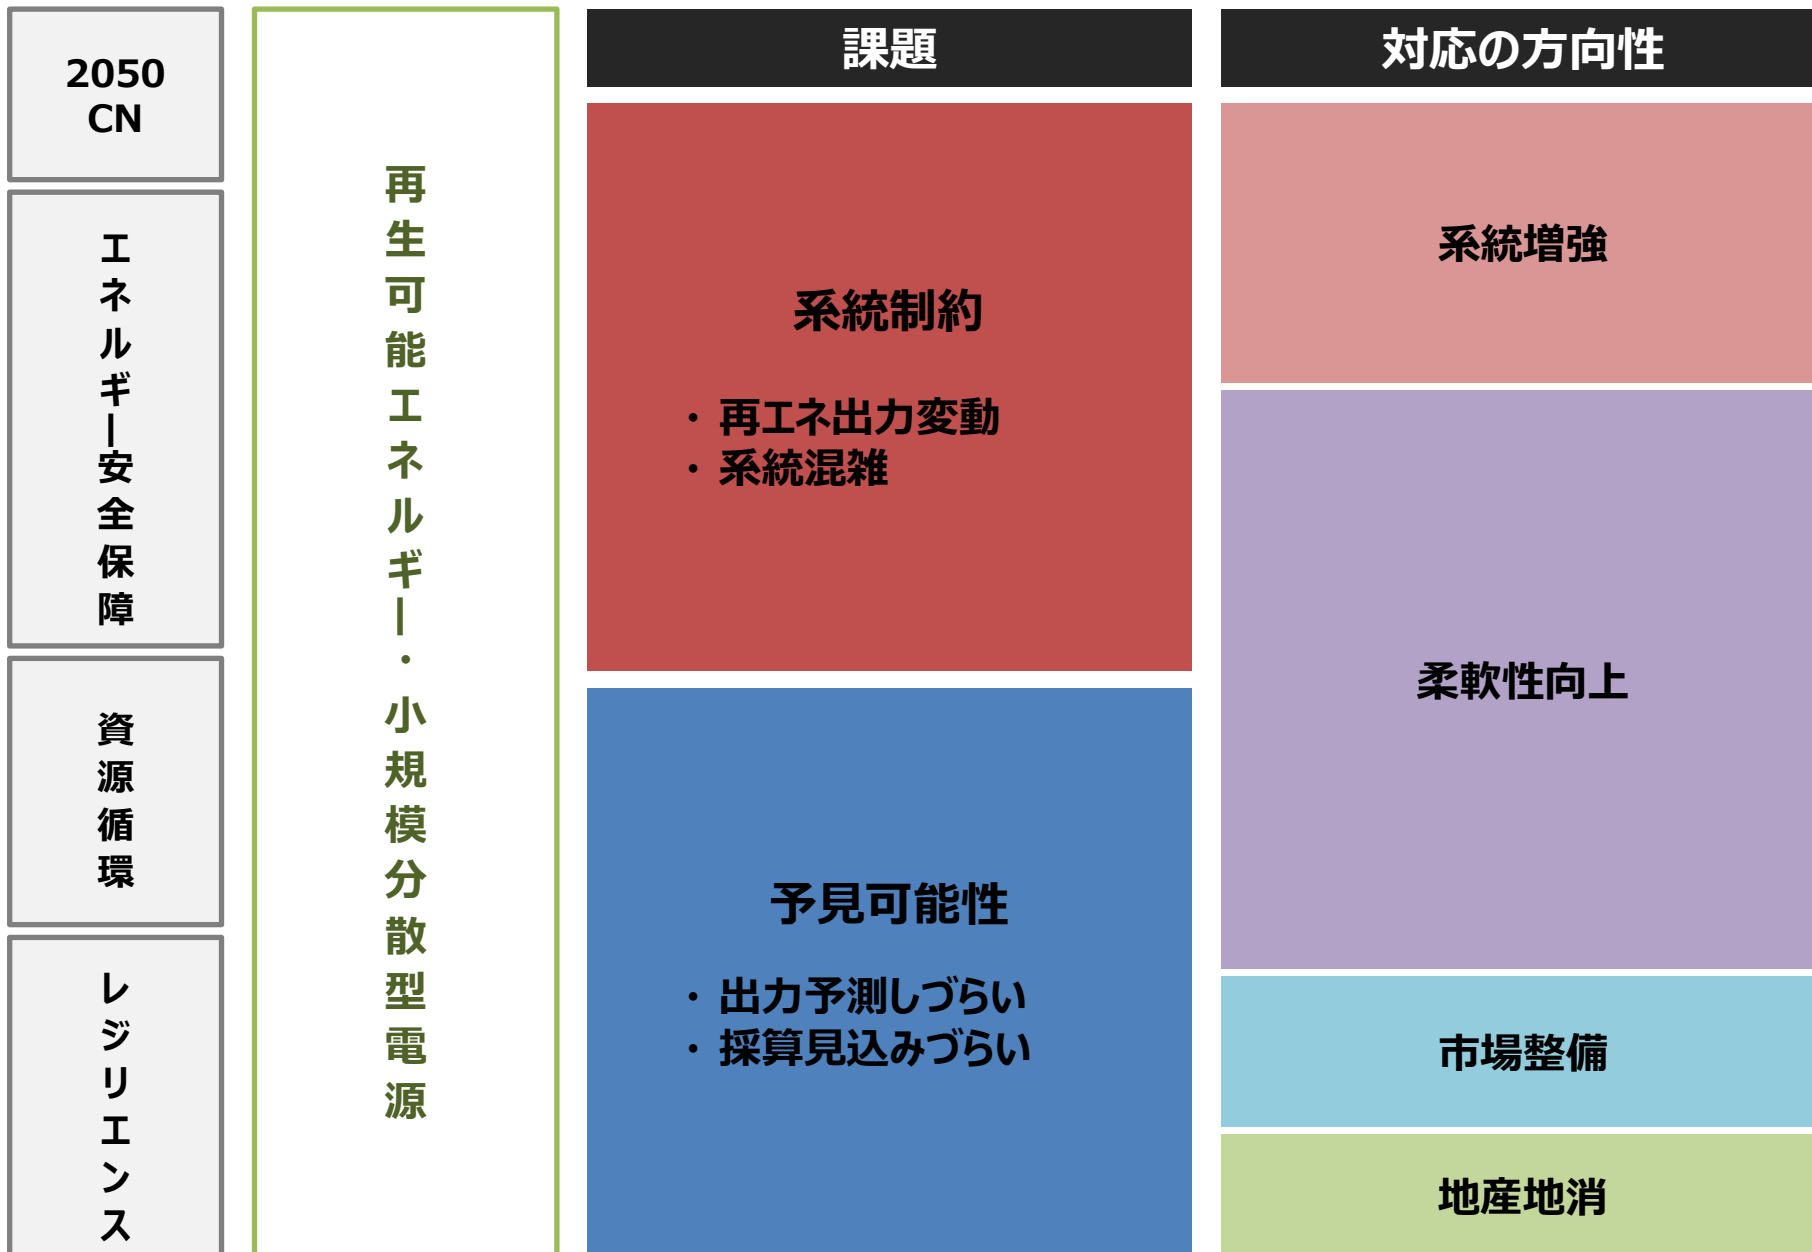 2050
CN
エネルギー安全保障
資源循環
レジリエンス
再生可能エネルギー・小規模分散型電源
課題
系統制約
・再エネ出力変動
・系統混雑
予見可能性
・出力予測しづらい
・採算見込みづらい
対応の方向性
系統増強
柔軟性向上
市場整備
地産地消